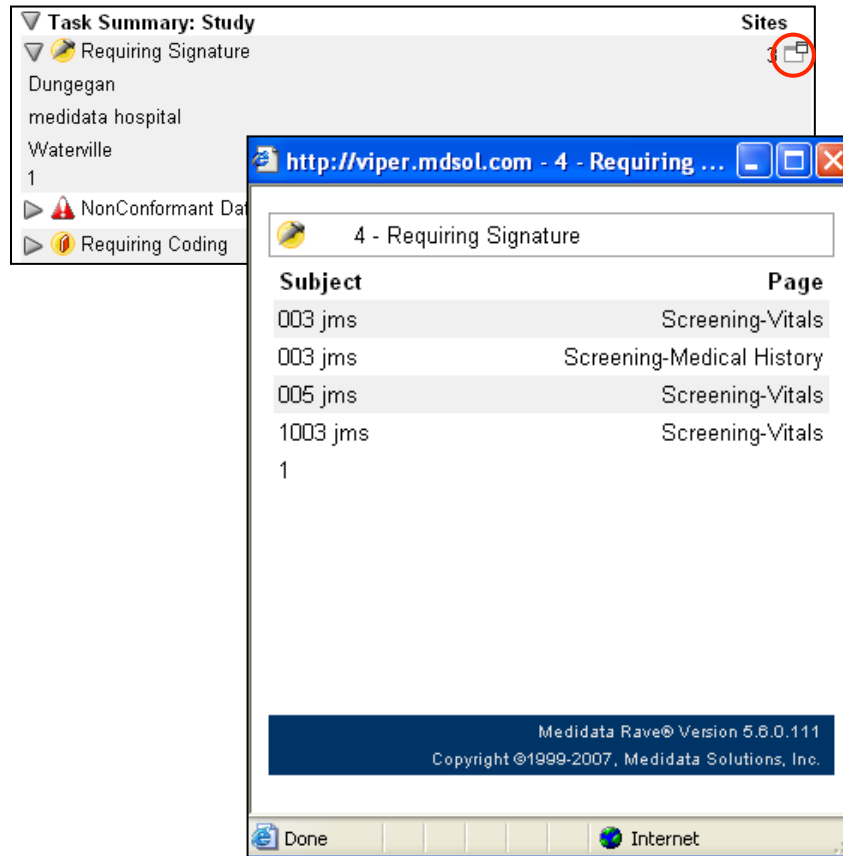 Task Summary: Study Sites
Requiring Signature 3
Dungegan
medidata hospital
Waterville
1
NonConformant Dat
Requiring Coding
http://viper.mdsol.com - 4 - Requiring ...
4 - Requiring Signature
Subject Page
003 jms Screening-Vitals
003 jms Screening-Medical History
005 jms Screening-Vitals
1003 jms Screening-Vitals
1
Medidata Rave® Version 5.6.0.111
Copyright ©1999-2007, Medidata Solutions, Inc.
Done Internet